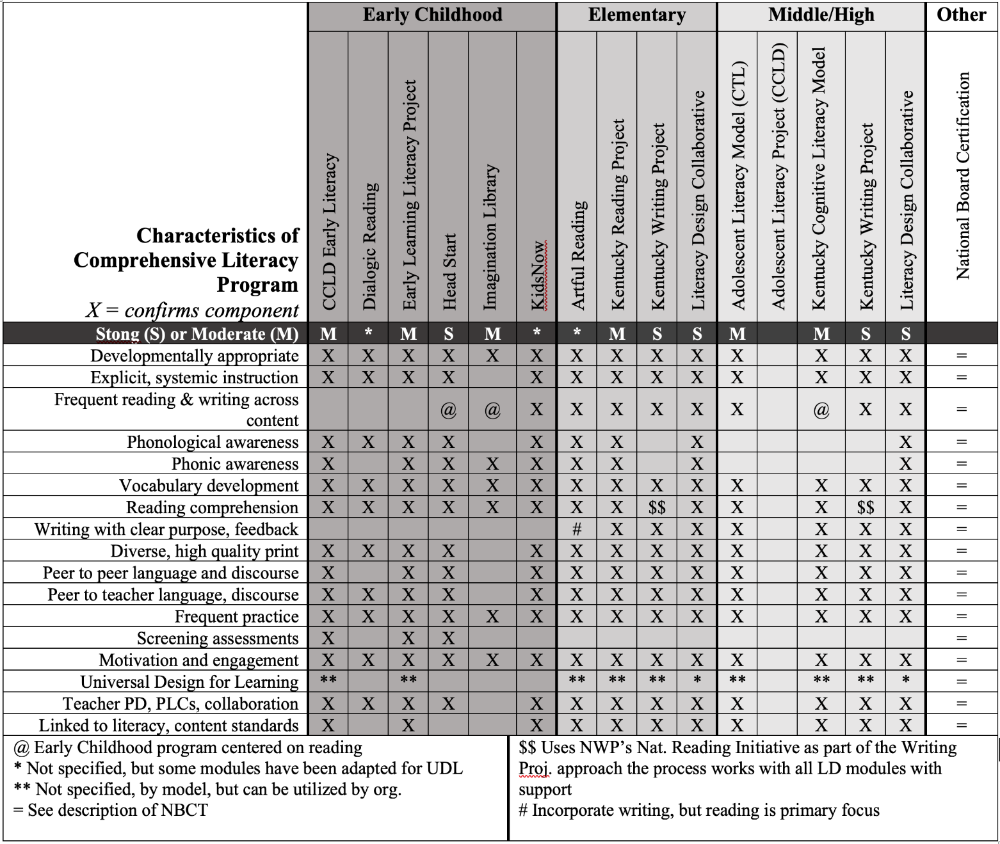 Early Childhood Elementary Middle/High Other
Characteristics of
Comprehensive Literacy
Program
X = confirms component
CCLD Early Literacy
Dialogic Reading
Early Learning Literacy Project
Head Start
Imagination Library
KidsNow
Artful Reading
Kentucky Reading Project
Kentucky Writing Project
Literacy Design Collaborative
Adolescent Literacy Model (CTL)
Adolescent Literacy Project (CCLD)
Kentucky Cognitive Literacy Model
Kentucky Writing Project
Literacy Design Collaborative
National Board Certification
Stong (S) or Moderate (M) M * M S M * * M S S M M S S
Developmentally appropriate X X X X X X X X X X X X X X =
Explicit, systemic instruction X X X X X X X X X X X X X =
Frequent reading & writing across
content @ @ X X X X X X @ X X =
Phonological awareness X X X X X X X X X =
Phonic awareness X X X X X X X X X =
Vocabulary development X X X X X X X X X X X X X X =
Reading comprehension X X X X X X X X $$ X X X $$ X =
Writing with clear purpose, feedback # X X X X X X X =
Diverse, high quality print X X X X X X X X X X X X X =
Peer to peer language and discourse X X X X X X X X X X X X =
Peer to teacher language, discourse X X X X X X X X X X X X X =
Frequent practice X X X X X X X X X X X X X X =
Screening assessments X X X =
Motivation and engagement X X X X X X X X X X X X X X =
Universal Design for Learning ** ** ** ** ** * ** ** ** * =
Teacher PD, PLCs, collaboration X X X X X X X X X X X X X =
Linked to literacy, content standards X X X X X X X X X X X =
@ Early Childhood program centered on reading
* Not specified, but some modules have been adapted for UDL
** Not specified, by model, but can be utilized by org.
= See description of NBCT
$$ Uses NWP’s Nat. Reading Initiative as part of the Writing
Proj. approach the process works with all LD modules with
support
# Incorporate writing, but reading is primary focus